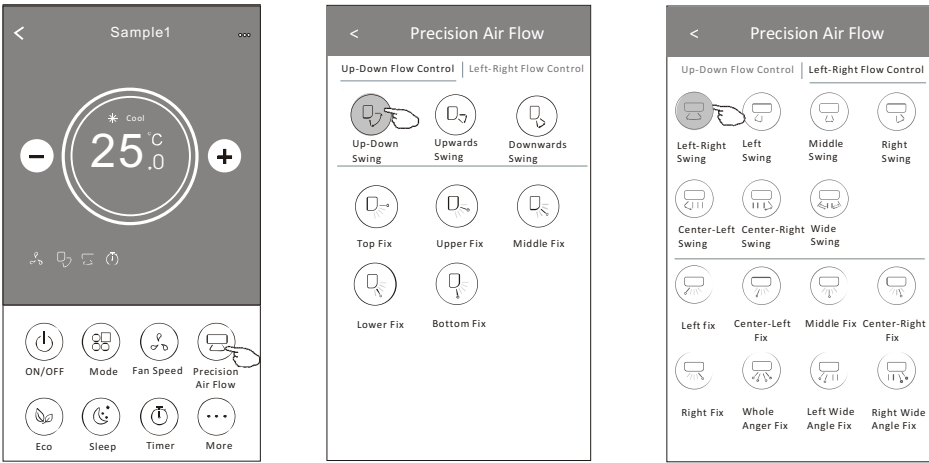 < Sample1 ...
Cool
25.0 °C
ON/OFF Mode Fan Speed Precision
Air Flow
Eco Sleep Timer More
< Precision Air Flow
Up-Down Flow Control | Left-Right Flow Control
Up-Down Upwards Downwards
Swing Swing Swing
Top Fix Upper Fix Middle Fix
Lower Fix Bottom Fix
< Precision Air Flow
Up-Down Flow Control | Left-Right Flow Control
Left-Right Left Middle Right
Swing Swing Swing Swing
Center-Left Center-Right Wide
Swing Swing Swing
Left fix Center-Left Middle Fix Center-Right
Fix Fix
Right Fix Whole Left Wide Right Wide
Anger Fix Angle Fix Angle Fix